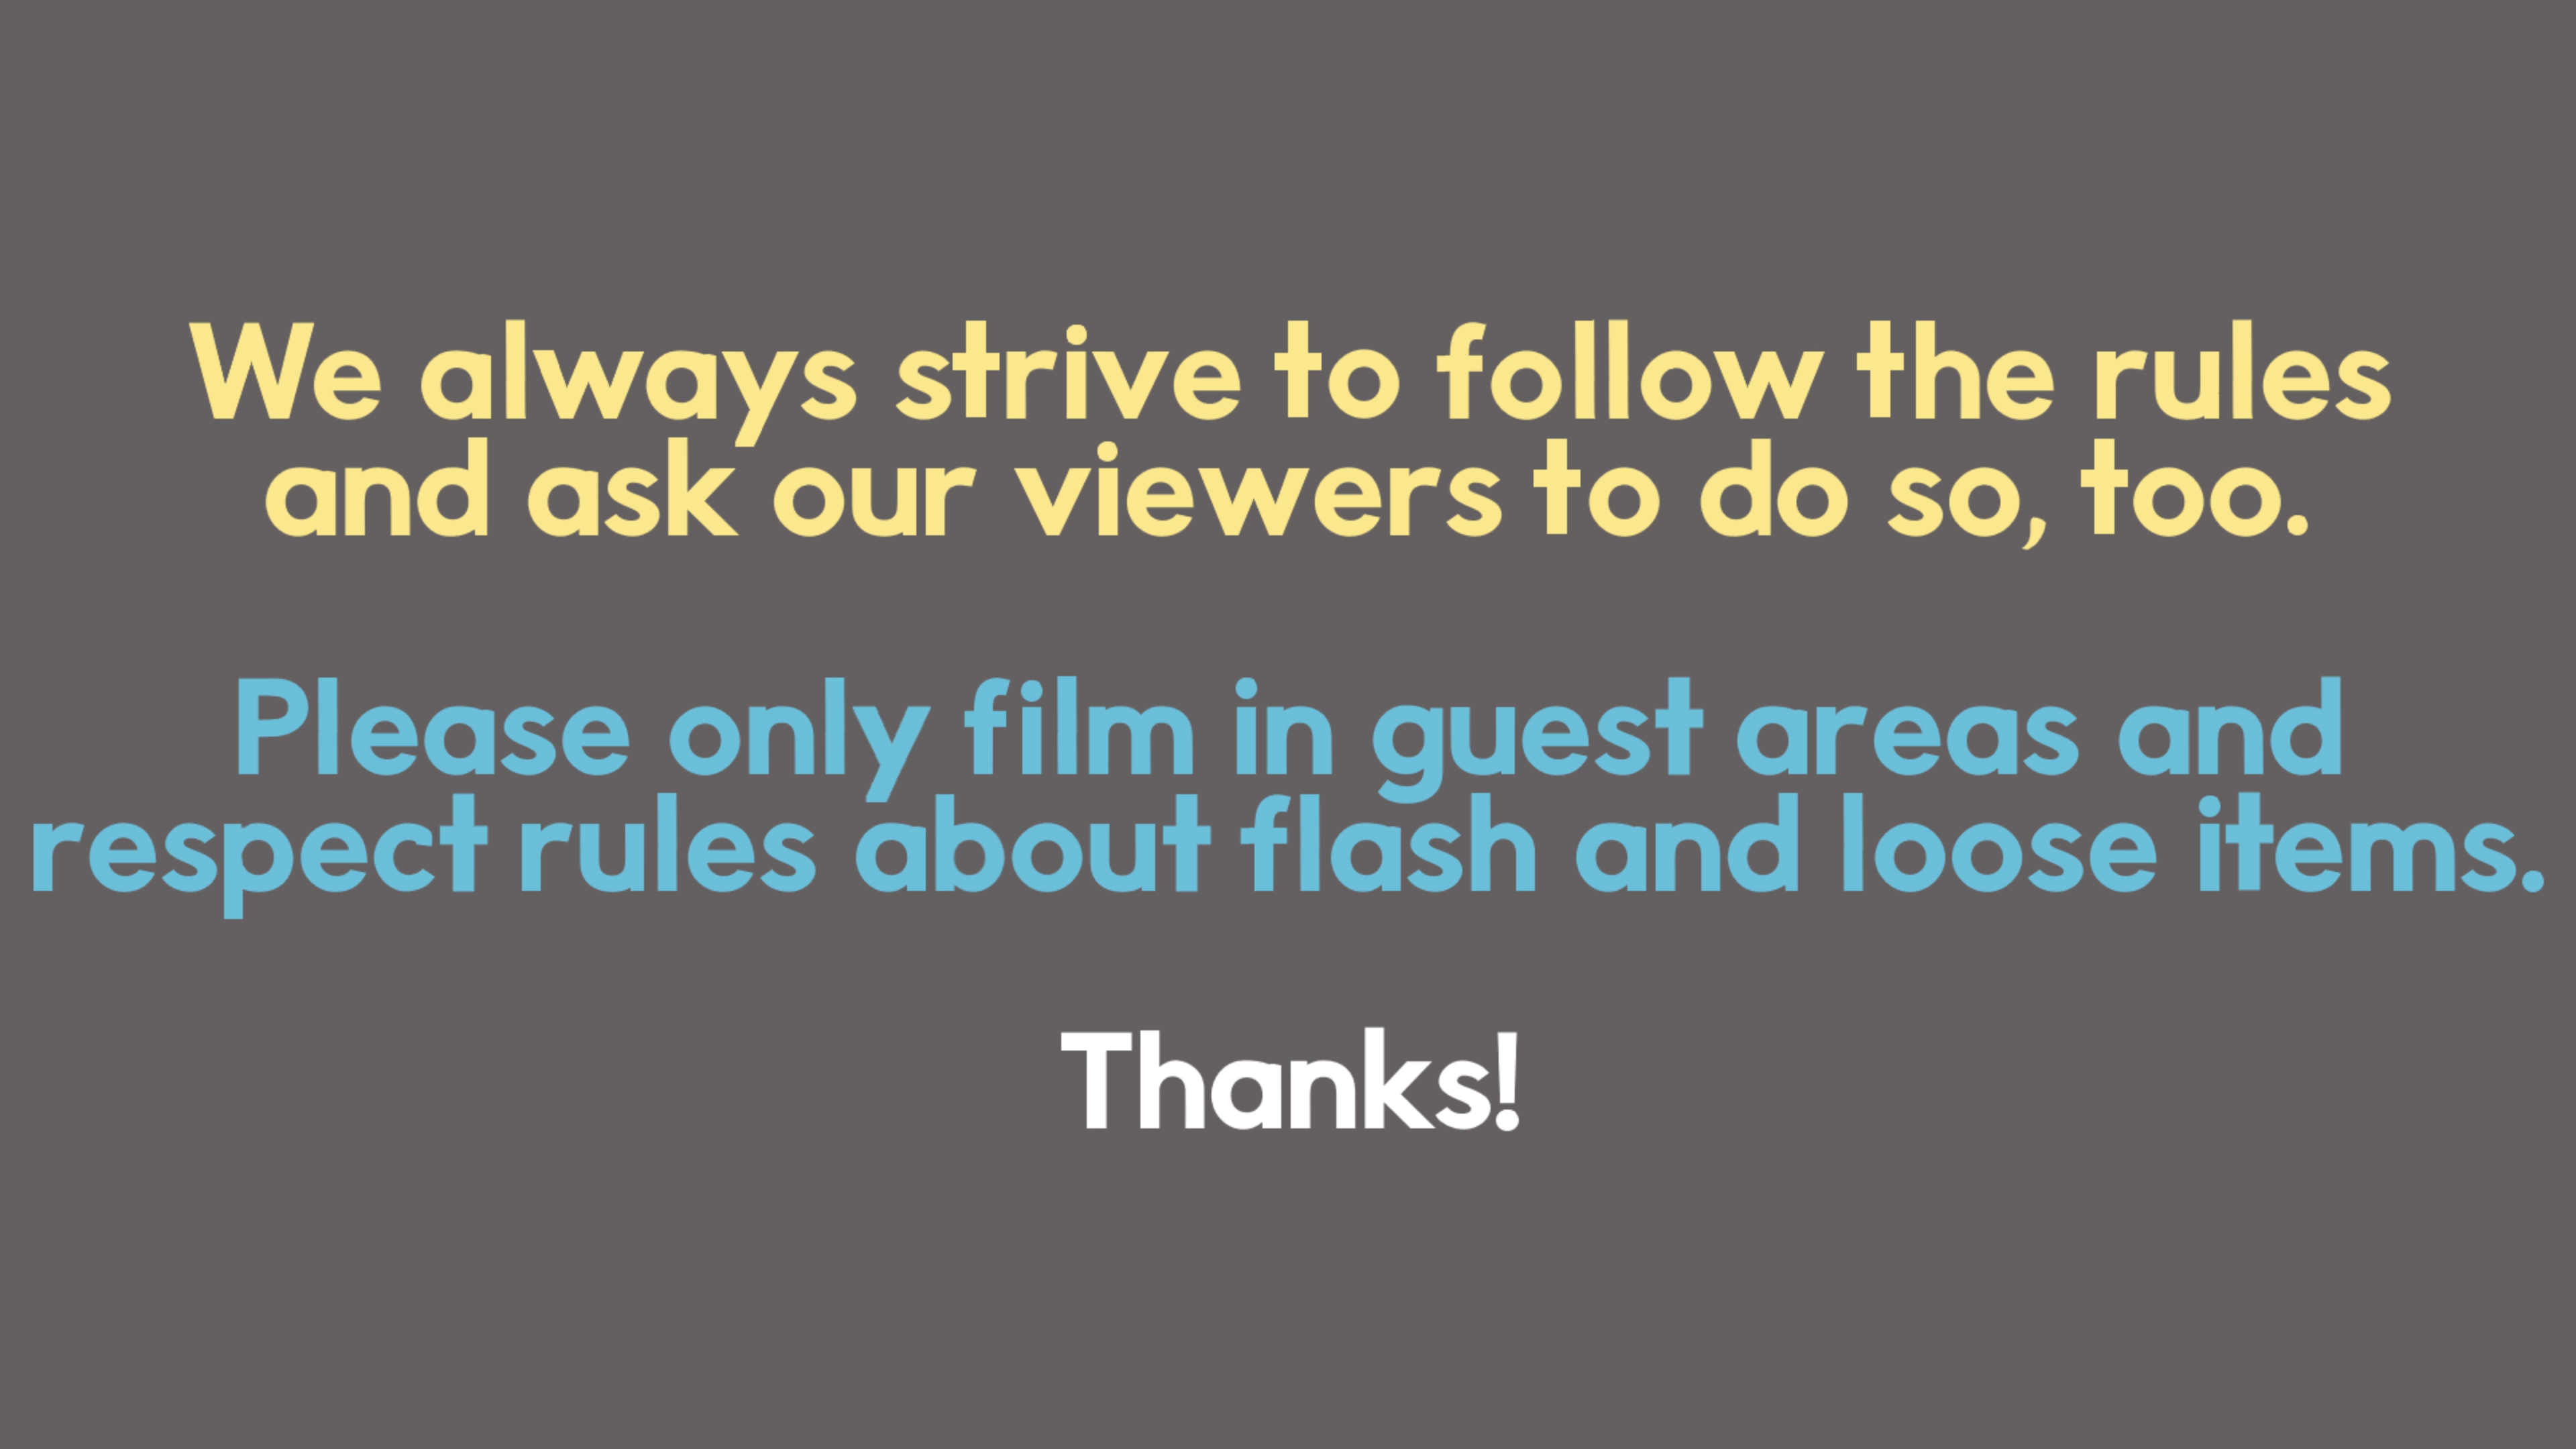 We always strive to follow the rules
and ask our viewers to do so, too.
Please only film in guest areas and
respect rules about flash and loose items.
Thanks!